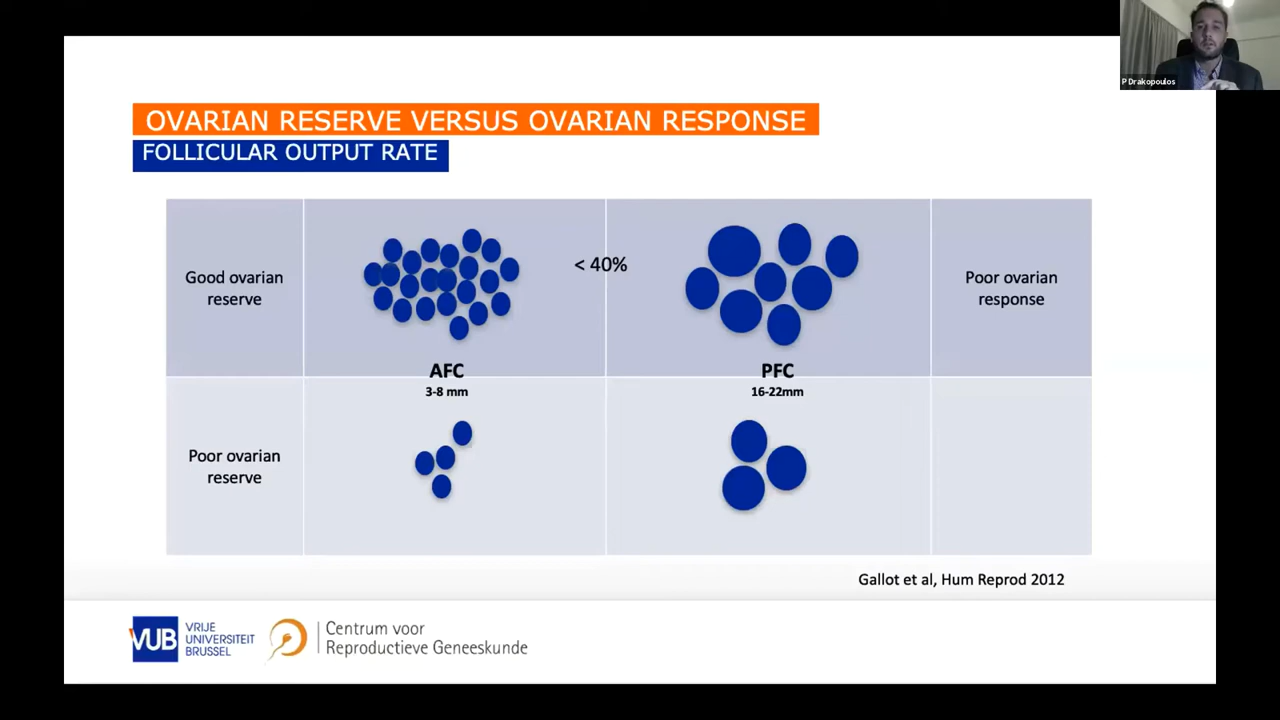 P Drakopoulos
OVARIAN RESERVE VERSUS OVARIAN RESPONSE
FOLLICULAR OUTPUT RATE
Good ovarian
reserve
< 40%
Poor ovarian
response
AFC
3-8 mm
PFC
16-22mm
Poor ovarian
reserve
Gallot et al, Hum Reprod 2012
VUB
VRIJE
UNIVERSITEIT
BRUSSEL
Centrum voor
Reproductieve Geneeskunde